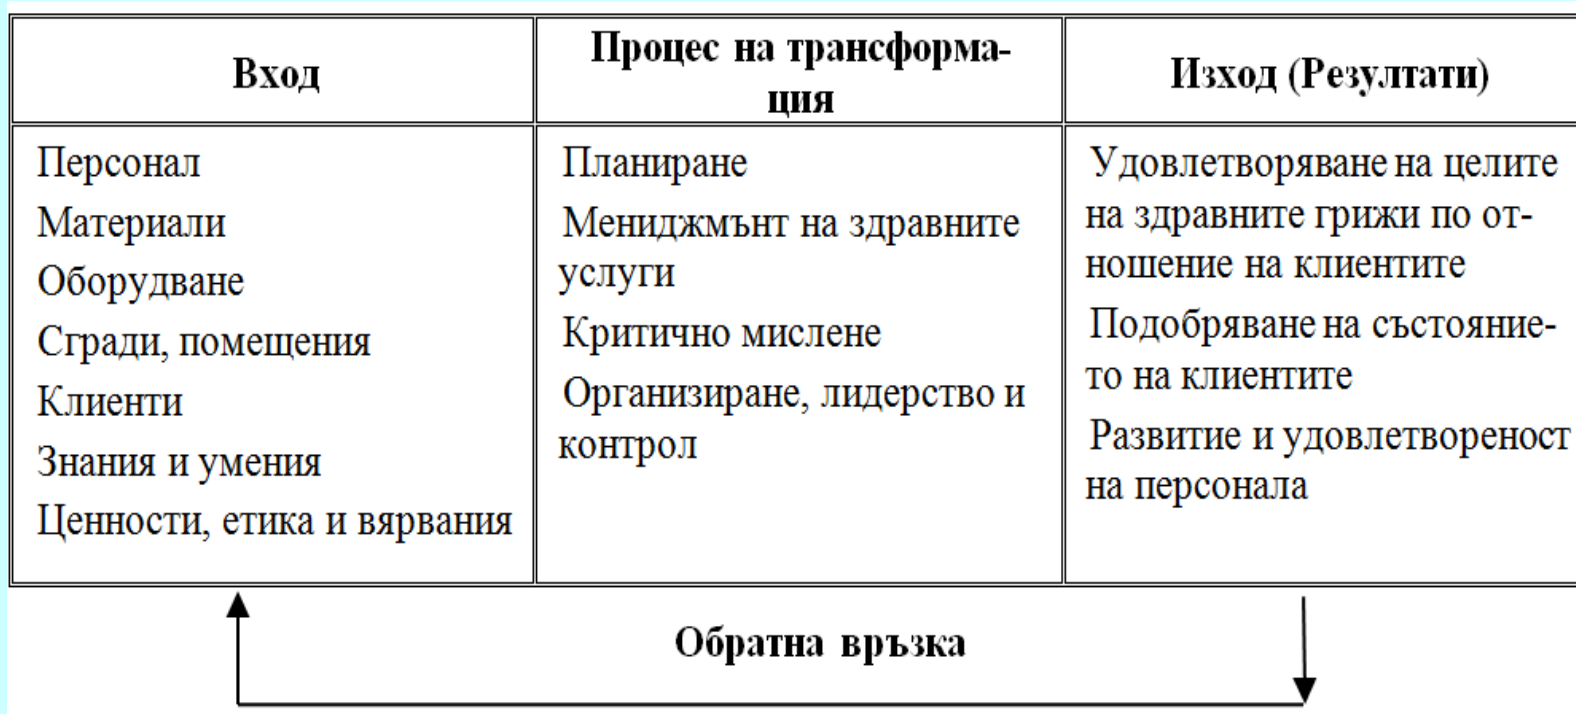 Вход
Процес на трансформа-
ция
Изход (Резултати)
Персонал
Материали
Оборудване
Сгради, помещения
Клиенти
Знания и умения
Ценности, етика и вярвания
Планиране
Мениджмънт на здравните
услуги
Критично мислене
Организиране, лидерство и
контрол
Удовлетворяване на целите
на здравните грижи по от-
ношение на клиентите
Подобряване на състояние-
то на клиентите
Развитие и удовлетвореност
на персонала
Обратна връзка